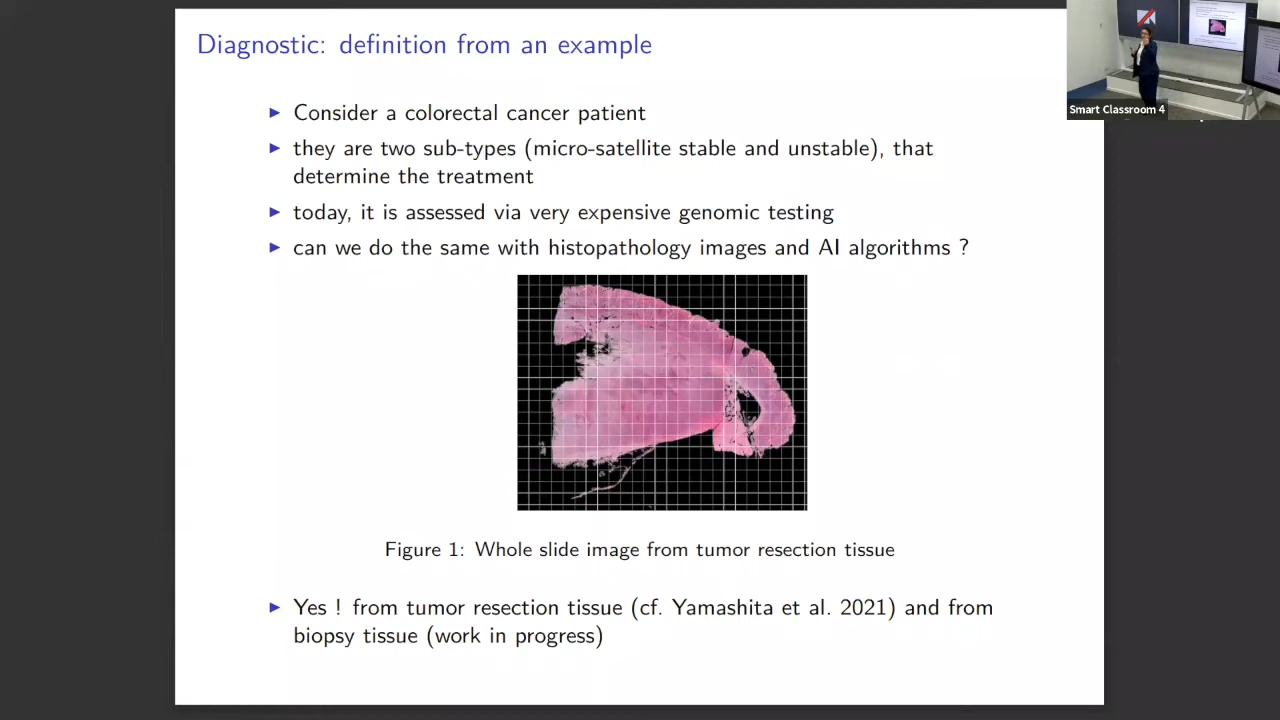 Diagnostic: definition from an example
Consider a colorectal cancer patient
they are two sub-types (micro-satellite stable and unstable), that
determine the treatment
today, it is assessed via very expensive genomic testing
can we do the same with histopathology images and AI algorithms ?
Figure 1: Whole slide image from tumor resection tissue
Yes ! from tumor resection tissue (cf. Yamashita et al. 2021) and from
biopsy tissue (work in progress)
Smart Classroom 4